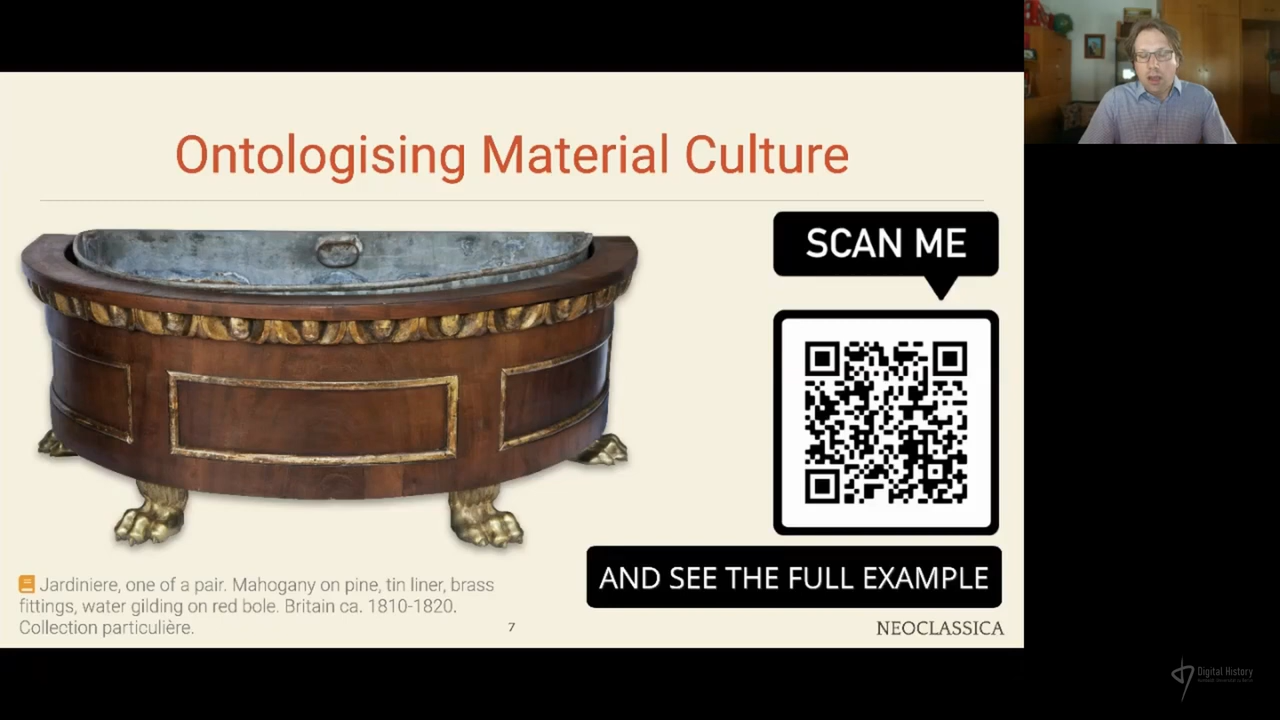 Ontologising Material Culture
SCAN ME
AND SEE THE FULL EXAMPLE
Jardiniere, one of a pair. Mahogany on pine, tin liner, brass
fittings, water gilding on red bole. Britain ca. 1810-1820.
Collection particulière.
7
NEOCLASSICA
Digital History